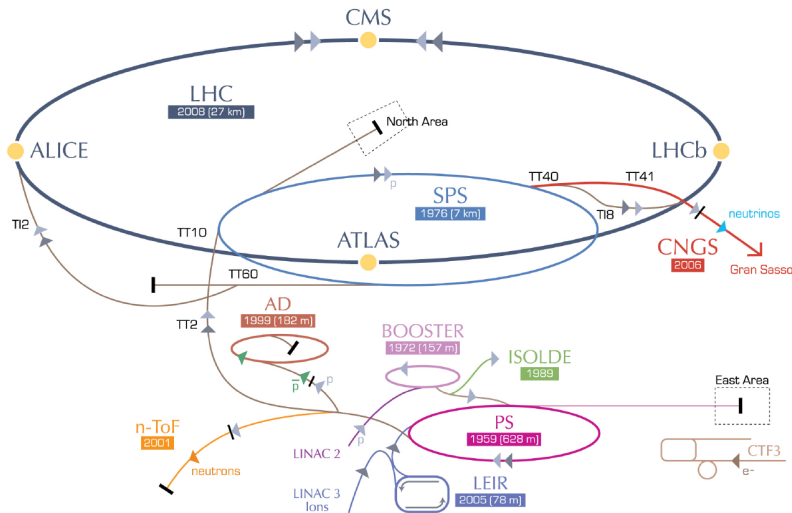 CMS
LHC
2008 (27 km)
North Area
ALICE
LHCb
TT40
TT41
p
SPS
1976 (7 km)
TI2
TI8
neutrinos
TT10
ATLAS
CNGS
2006
Gran Sasso
TT60
AD
1999 (182 m)
TT2
BOOSTER
1972 (157 m)
ISOLDE
1989
p̅
p
East Area
n-ToF
2001
PS
1959 (628 m)
p
neutrons
LINAC 2
CTF3
e-
LEIR
2005 (78 m)
LINAC 3
Ions